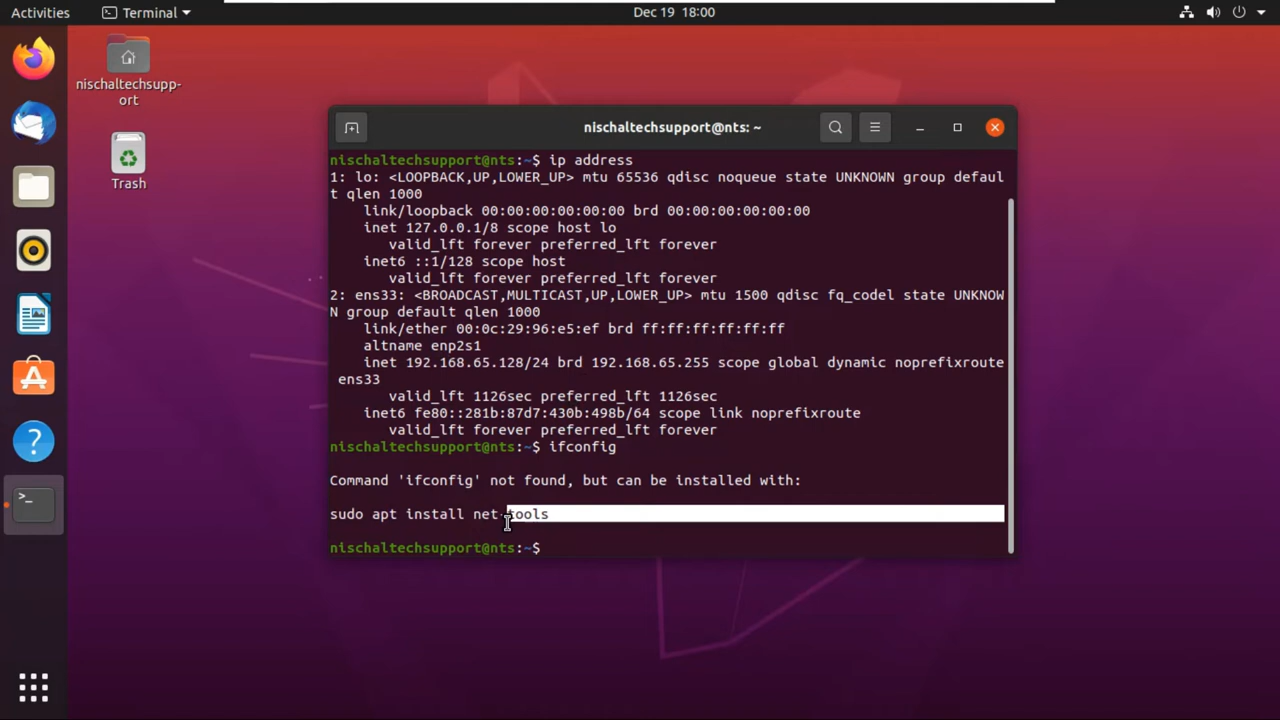 Activities
Terminal
Dec 19 18:00
nischaltechsupp-
ort
Trash
nischaltechsupport@nts: ~
nischaltechsupport@nts:~$ ip address
1: lo: <LOOPBACK,UP,LOWER_UP> mtu 65536 qdisc noqueue state UNKNOWN group defaul
t qlen 1000
    link/loopback 00:00:00:00:00:00 brd 00:00:00:00:00:00
    inet 127.0.0.1/8 scope host lo
       valid_lft forever preferred_lft forever
    inet6 ::1/128 scope host
       valid_lft forever preferred_lft forever
2: ens33: <BROADCAST,MULTICAST,UP,LOWER_UP> mtu 1500 qdisc fq_codel state UNKNOW
N group default qlen 1000
    link/ether 00:0c:29:96:e5:ef brd ff:ff:ff:ff:ff:ff
    altname enp2s1
    inet 192.168.65.128/24 brd 192.168.65.255 scope global dynamic noprefixroute
 ens33
       valid_lft 1126sec preferred_lft 1126sec
    inet6 fe80::281b:87d7:430b:498b/64 scope link noprefixroute
       valid_lft forever preferred_lft forever
nischaltechsupport@nts:~$ ifconfig
Command 'ifconfig' not found, but can be installed with:
sudo apt install net-tools
nischaltechsupport@nts:~$